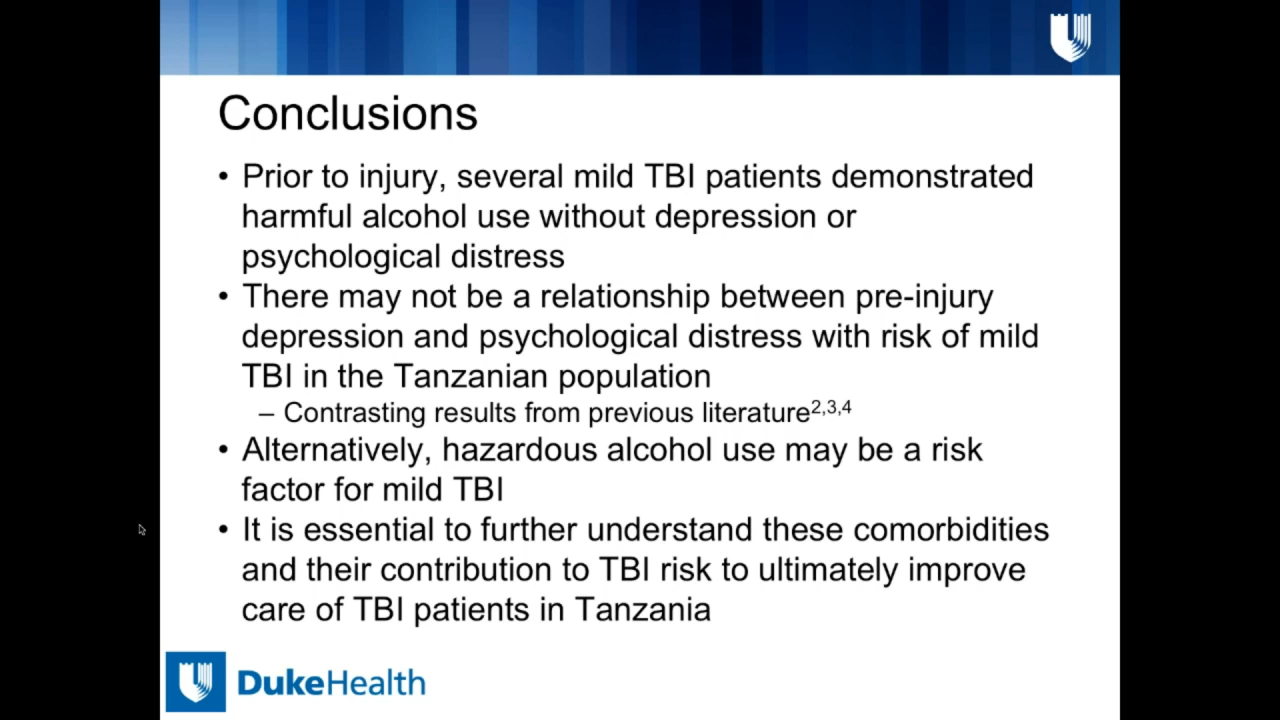 Conclusions
• Prior to injury, several mild TBI patients demonstrated
harmful alcohol use without depression or
psychological distress
• There may not be a relationship between pre-injury
depression and psychological distress with risk of mild
TBI in the Tanzanian population
– Contrasting results from previous literature2,3,4
• Alternatively, hazardous alcohol use may be a risk
factor for mild TBI
• It is essential to further understand these comorbidities
and their contribution to TBI risk to ultimately improve
care of TBI patients in Tanzania
DukeHealth